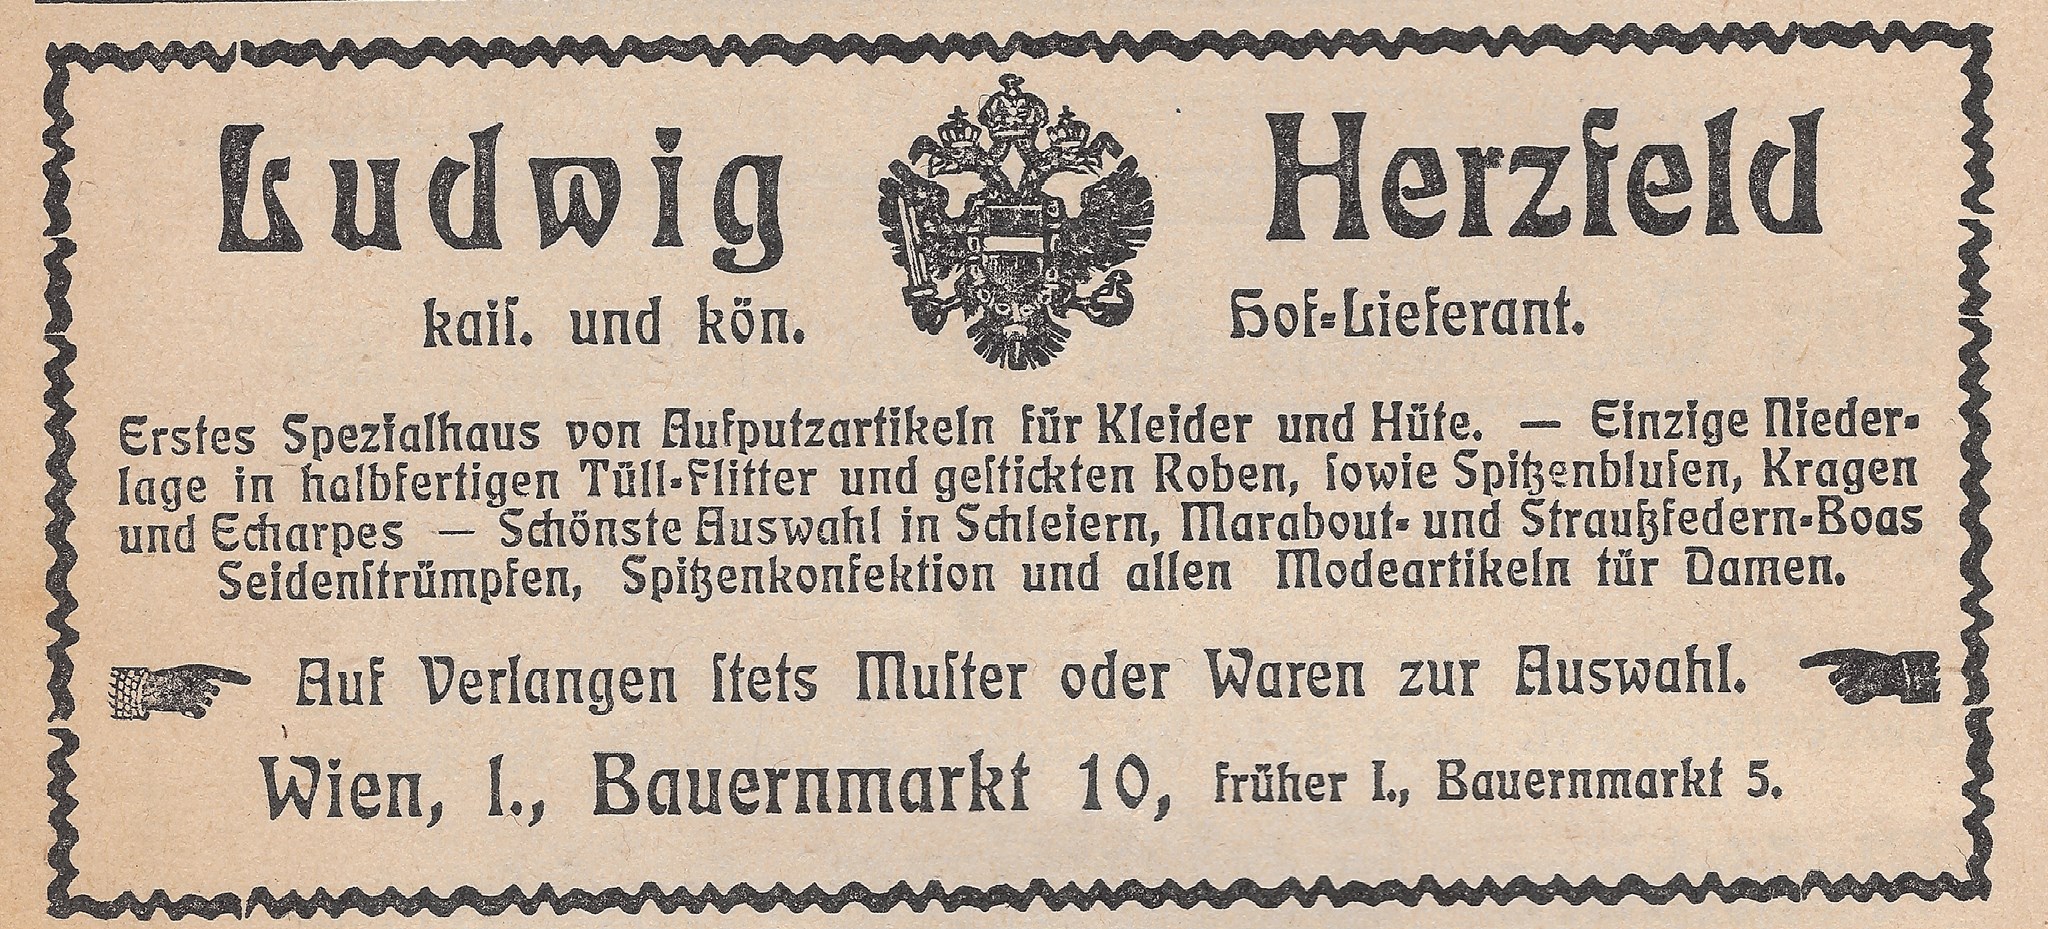 Ludwig Herzfeld
kaiſ. und kön. Hof-Lieferant.
Erstes Spezialhaus von Aufputzartikeln für Kleider und Hüte. — Einzige Nieder-
lage in halbfertigen Tüll-Flitter und geſtickten Roben, ſowie Spitzenbluſen, Kragen
und Echarpes — Schönste Auswahl in Schleiern, Marabout- und Straußfedern-Boas
Seidenſtrümpfen, Spitzenkonfektion und allen Modeartikeln für Damen.
Auf Verlangen ſtets Muſter oder Waren zur Auswahl.
Wien, I., Bauernmarkt 10, früher I., Bauernmarkt 5.